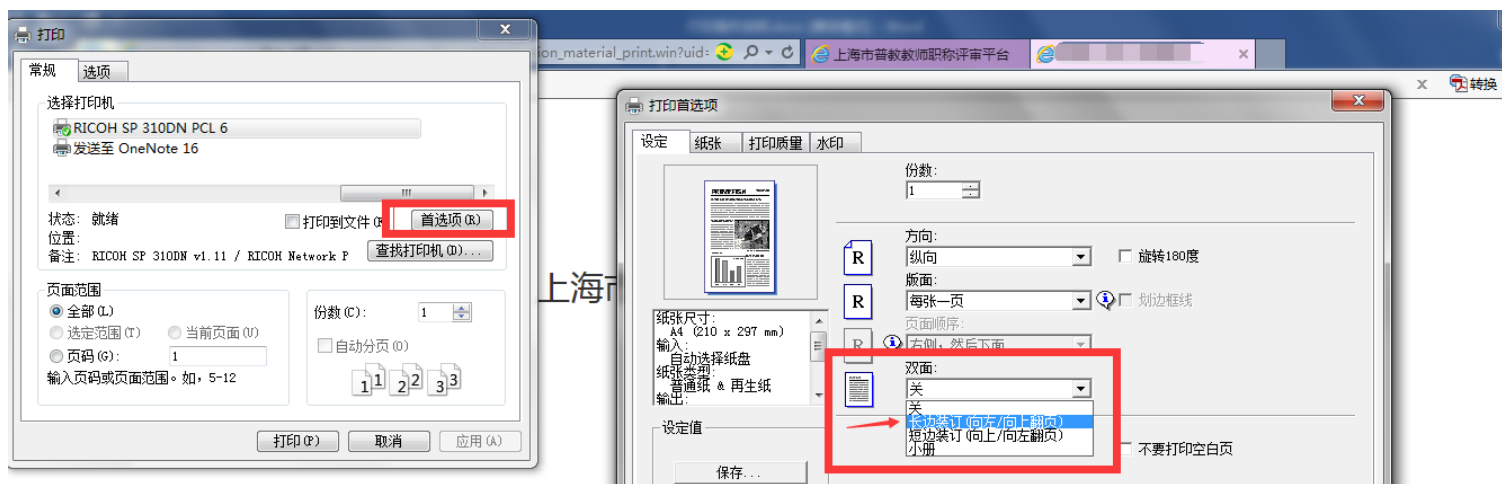 打印
常规
选项
选择打印机
RICOH SP 310DN PCL 6
发送至 OneNote 16
状态: 就绪
打印到文件
首选项(R)
位置:
备注: RICOH SP 310DN v1.11 / RICOH Network P
查找打印机(D)...
页面范围
全部(L)
选定范围(T)
当前页面(U)
页码(G):
1
输入页码或页面范围。如，5-12
份数(C):
1
自动分页(O)
1 1 2 2 3 3
打印(P)
取消
应用(A)
ion_material_print.win?uid=
上海市普教教师职称评审平台
x 转换
上海市
打印首选项
设定
纸张
打印质量
水印
份数:
1
方向:
纵向
旋转180度
版面:
每张一页
划边框线
页面顺序:
右侧，然后下面
双面:
关
关
长边装订(向左/向上翻页)
短边装订(向上/向左翻页)
小册
不要打印空白页
R
R
R
纸张尺寸:
A4 (210 x 297 mm)
输入:
自动选择纸盘
纸张类型:
普通纸 & 再生纸
输出:
设定值
保存...